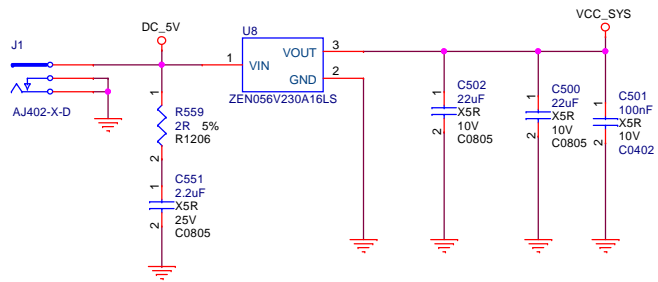 J1
AJ402-X-D
DC_5V
U8
1
VIN
VOUT
3
GND
2
ZEN056V230A16LS
VCC_SYS
1
R559
2R 5%
R1206
2
1
C551
2.2uF
X5R
25V
C0805
2
1
C502
22uF
X5R
10V
C0805
2
1
C500
22uF
X5R
10V
C0805
2
1
C501
100nF
X5R
10V
C0402
2